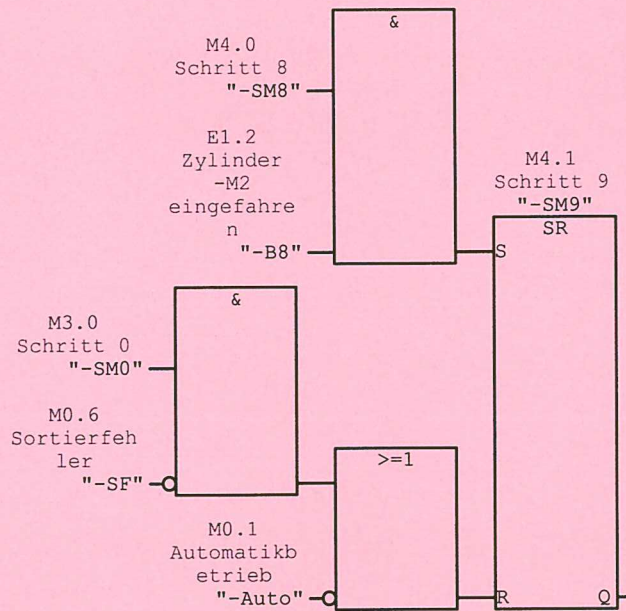 &
M4.0
Schritt 8
"-SM8"
E1.2
Zylinder
-M2
eingefahre
n
"-B8"
M4.1
Schritt 9
"-SM9"
SR
S
&
M3.0
Schritt 0
"-SM0"
M0.6
Sortierfeh
ler
"-SF"
>=1
M0.1
Automatikb
etrieb
"-Auto"
R
Q